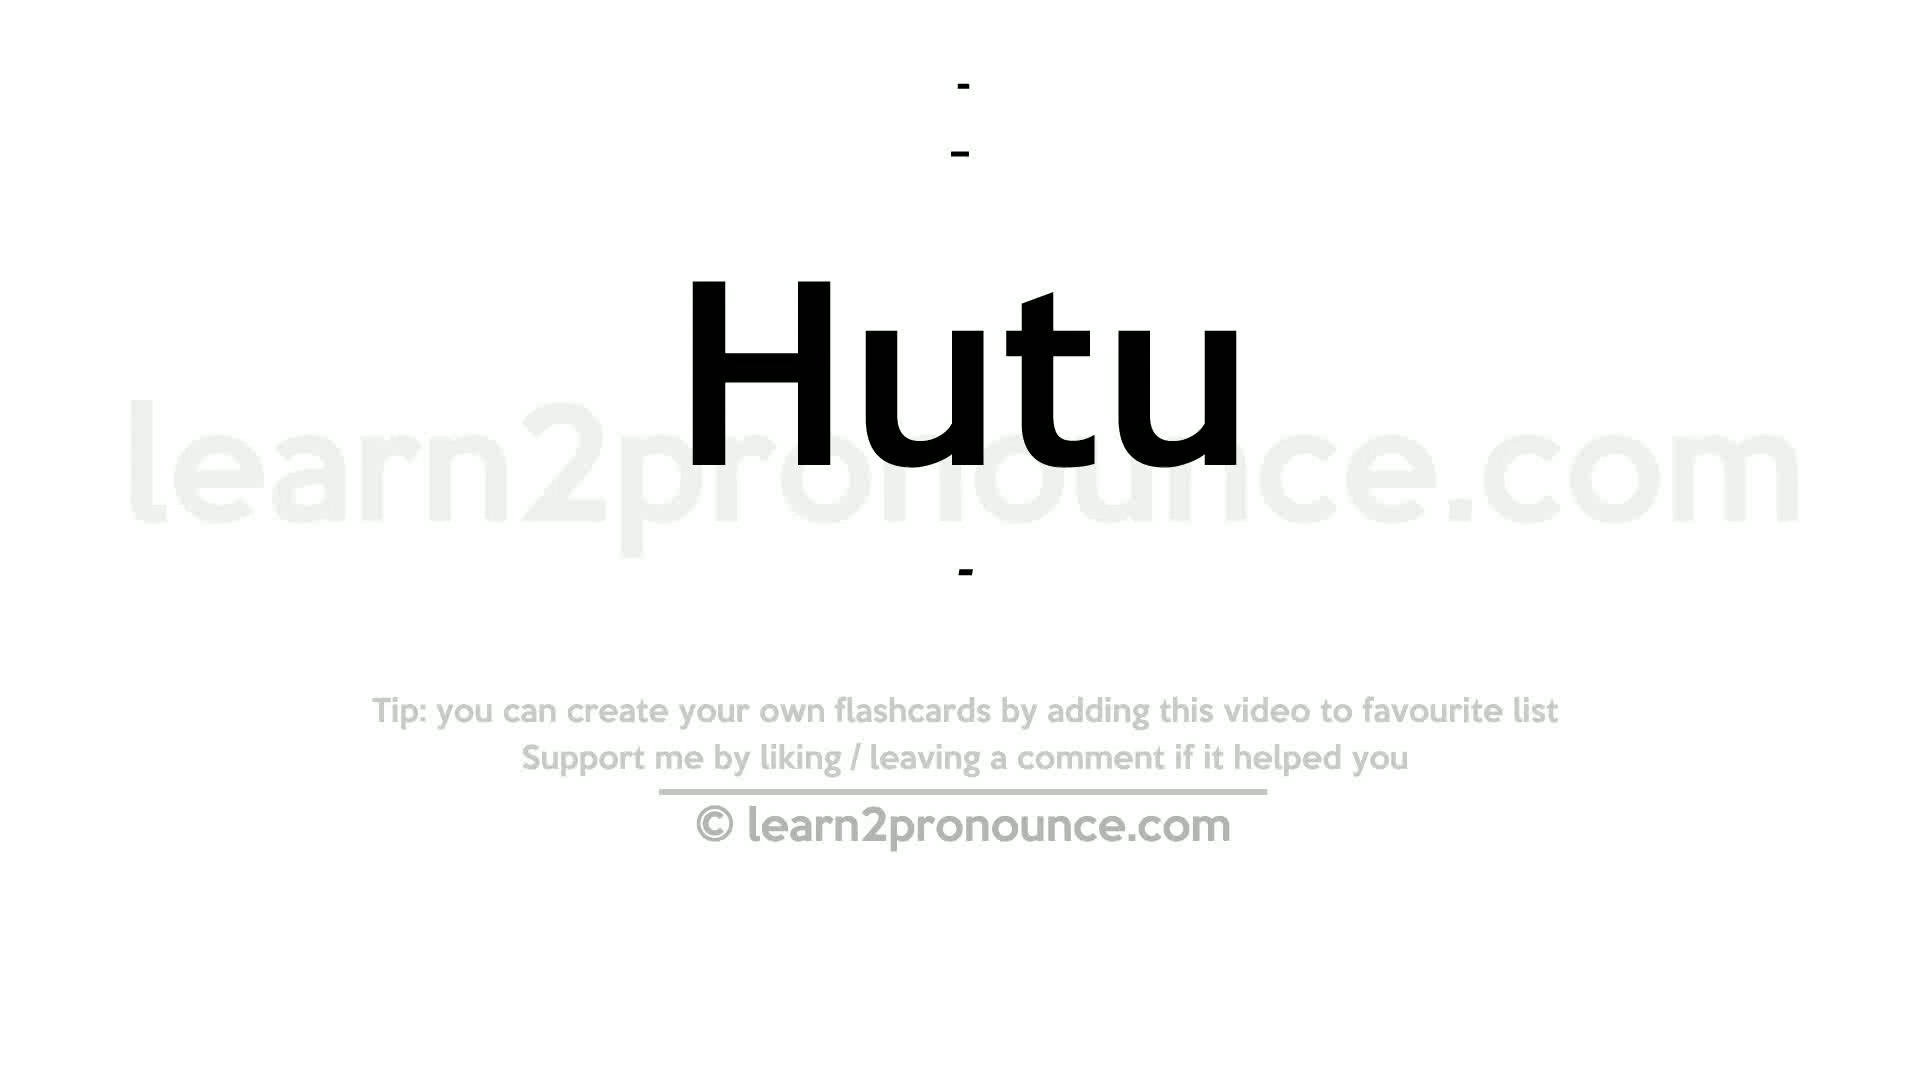 -
-
Hutu
learn2pronounce.com
-
Tip: you can create your own flashcards by adding this video to favourite list
Support me by liking / leaving a comment if it helped you
© learn2pronounce.com